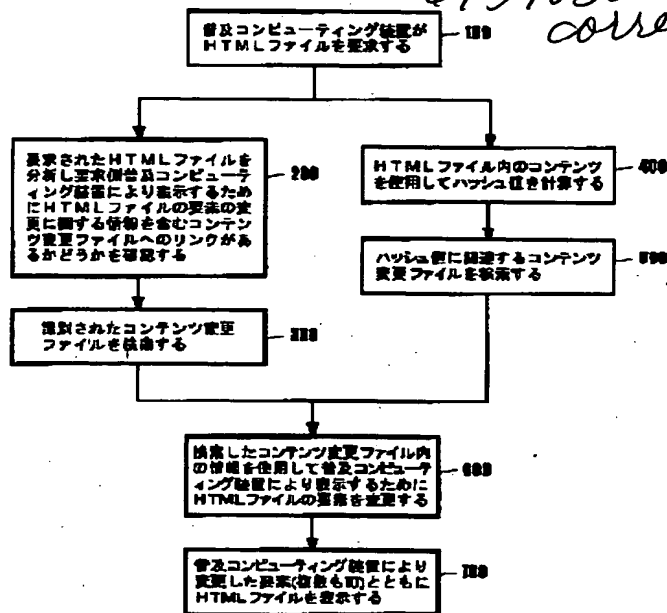 corre
普及コンピューティング装置が
HTMLファイルを要求する
100
要求されたHTMLファイルを
分析し要求側普及コンピューテ
ィング装置により表示するため
にHTMLファイルの要素の変
更に関する情報を含むコンテン
ツ変更ファイルへのリンクがあ
るかどうかを確認する
200
HTMLファイル内のコンテンツ
を使用してハッシュ値を計算する
400
ハッシュ値に関連するコンテンツ
変更ファイルを検索する
500
識別されたコンテンツ変更
ファイルを検索する
300
検索したコンテンツ変更ファイル内
の情報を使用して普及コンピューテ
ィング装置により表示するために
HTMLファイルの要素を変更する
600
普及コンピューティング装置により
変更した要素(複数も可)とともに
HTMLファイルを表示する
700